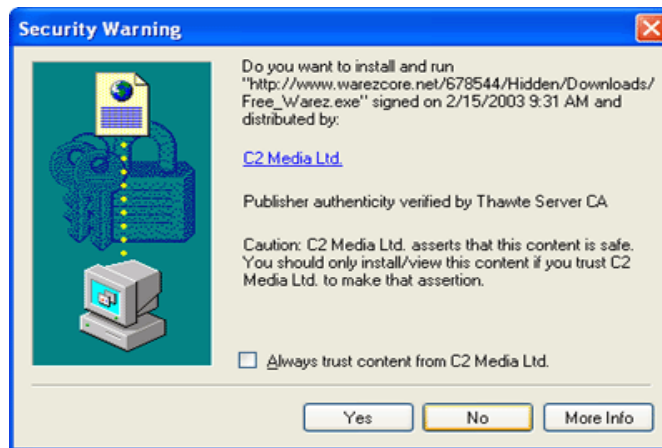 Security Warning
Do you want to install and run
"http://www.warezcore.net/678544/Hidden/Downloads/
Free_Warez.exe" signed on 2/15/2003 9:31 AM and
distributed by:
C2 Media Ltd.
Publisher authenticity verified by Thawte Server CA
Caution: C2 Media Ltd. asserts that this content is safe.
You should only install/view this content if you trust C2
Media Ltd. to make that assertion.
Always trust content from C2 Media Ltd.
Yes
No
More Info